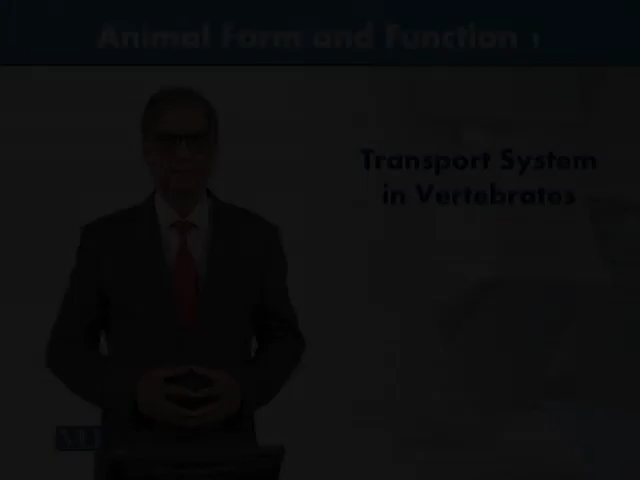 Animal Form and Function 1
Transport System
in Vertebrates